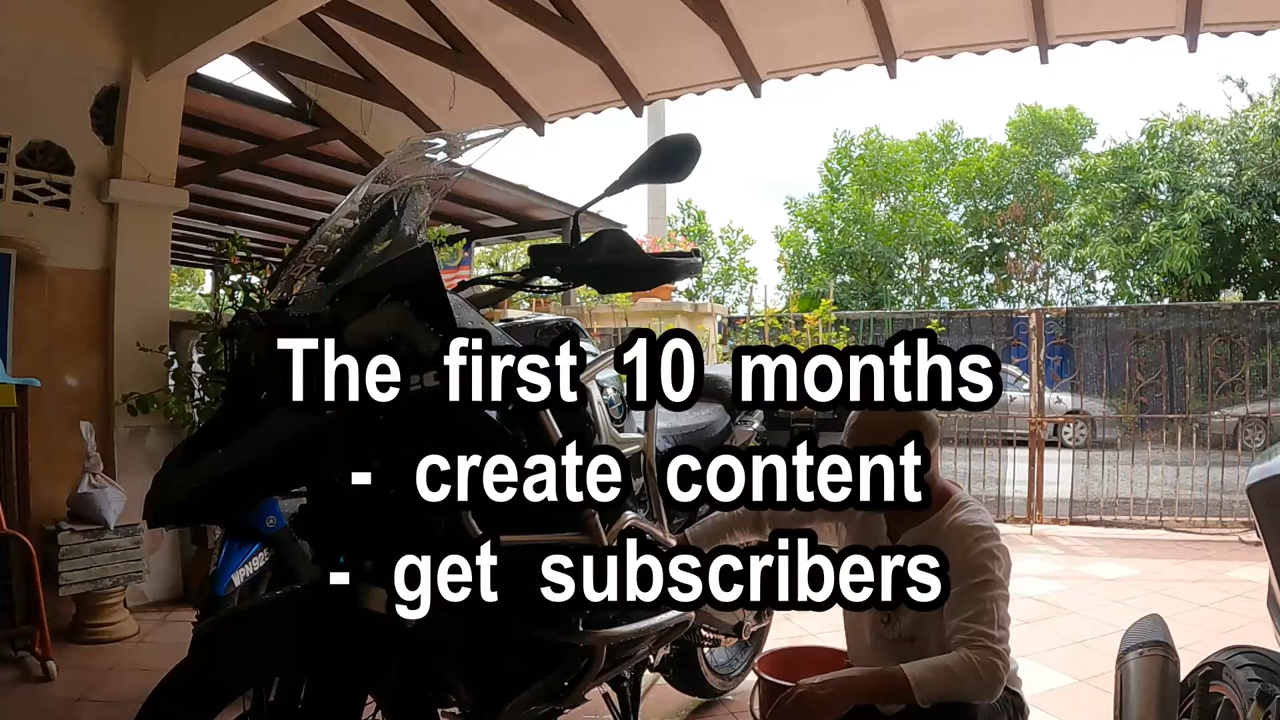 The first 10 months
- create content
- get subscribers